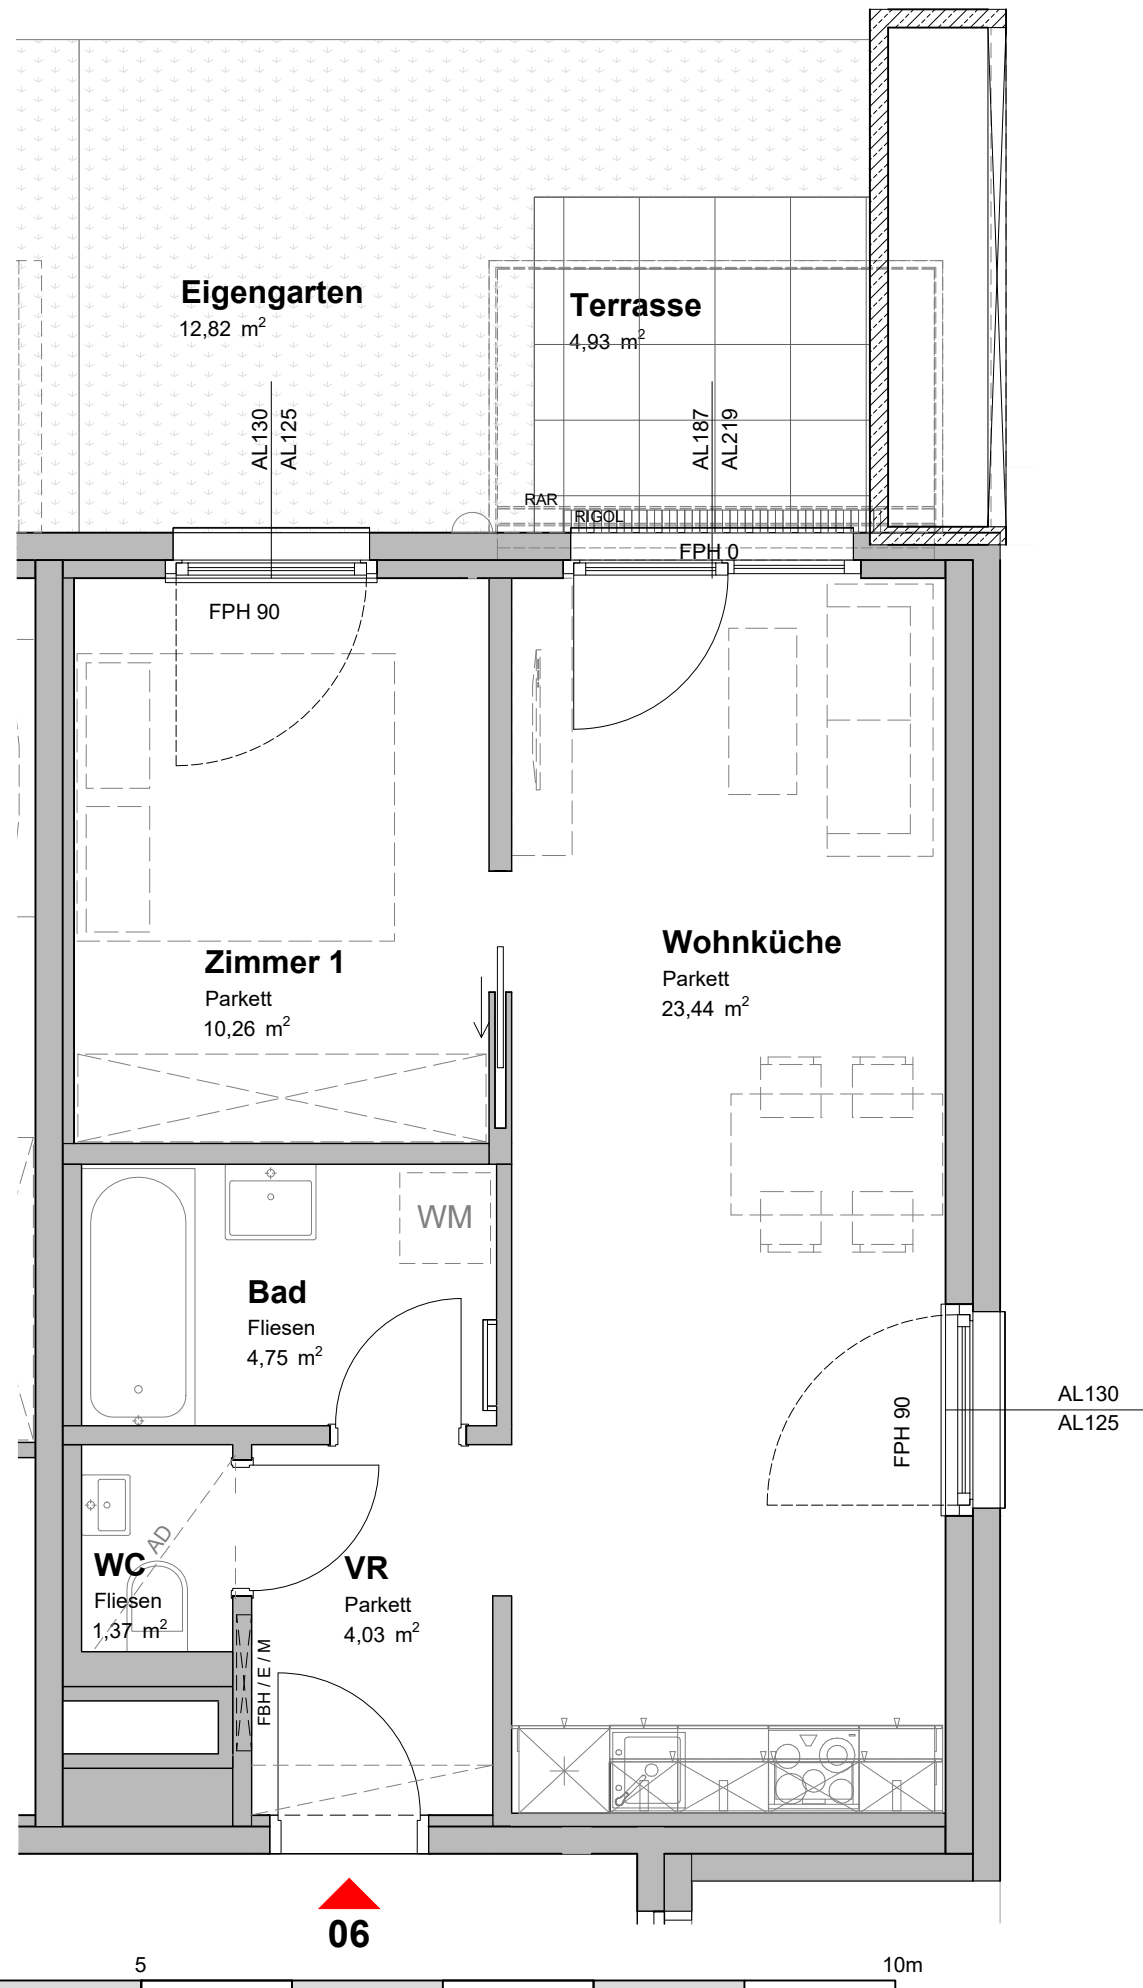 Eigengarten
12,82 m²
Terrasse
4,93 m²
AL130
AL125
AL187
AL219
RAR
RIGOL
FPH 0
FPH 90
Zimmer 1
Parkett
10,26 m²
Wohnküche
Parkett
23,44 m²
WM
Bad
Fliesen
4,75 m²
FPH 90
AL130
AL125
AD
WC
Fliesen
1,37 m²
VR
Parkett
4,03 m²
FBH / E / M
06
5
10m